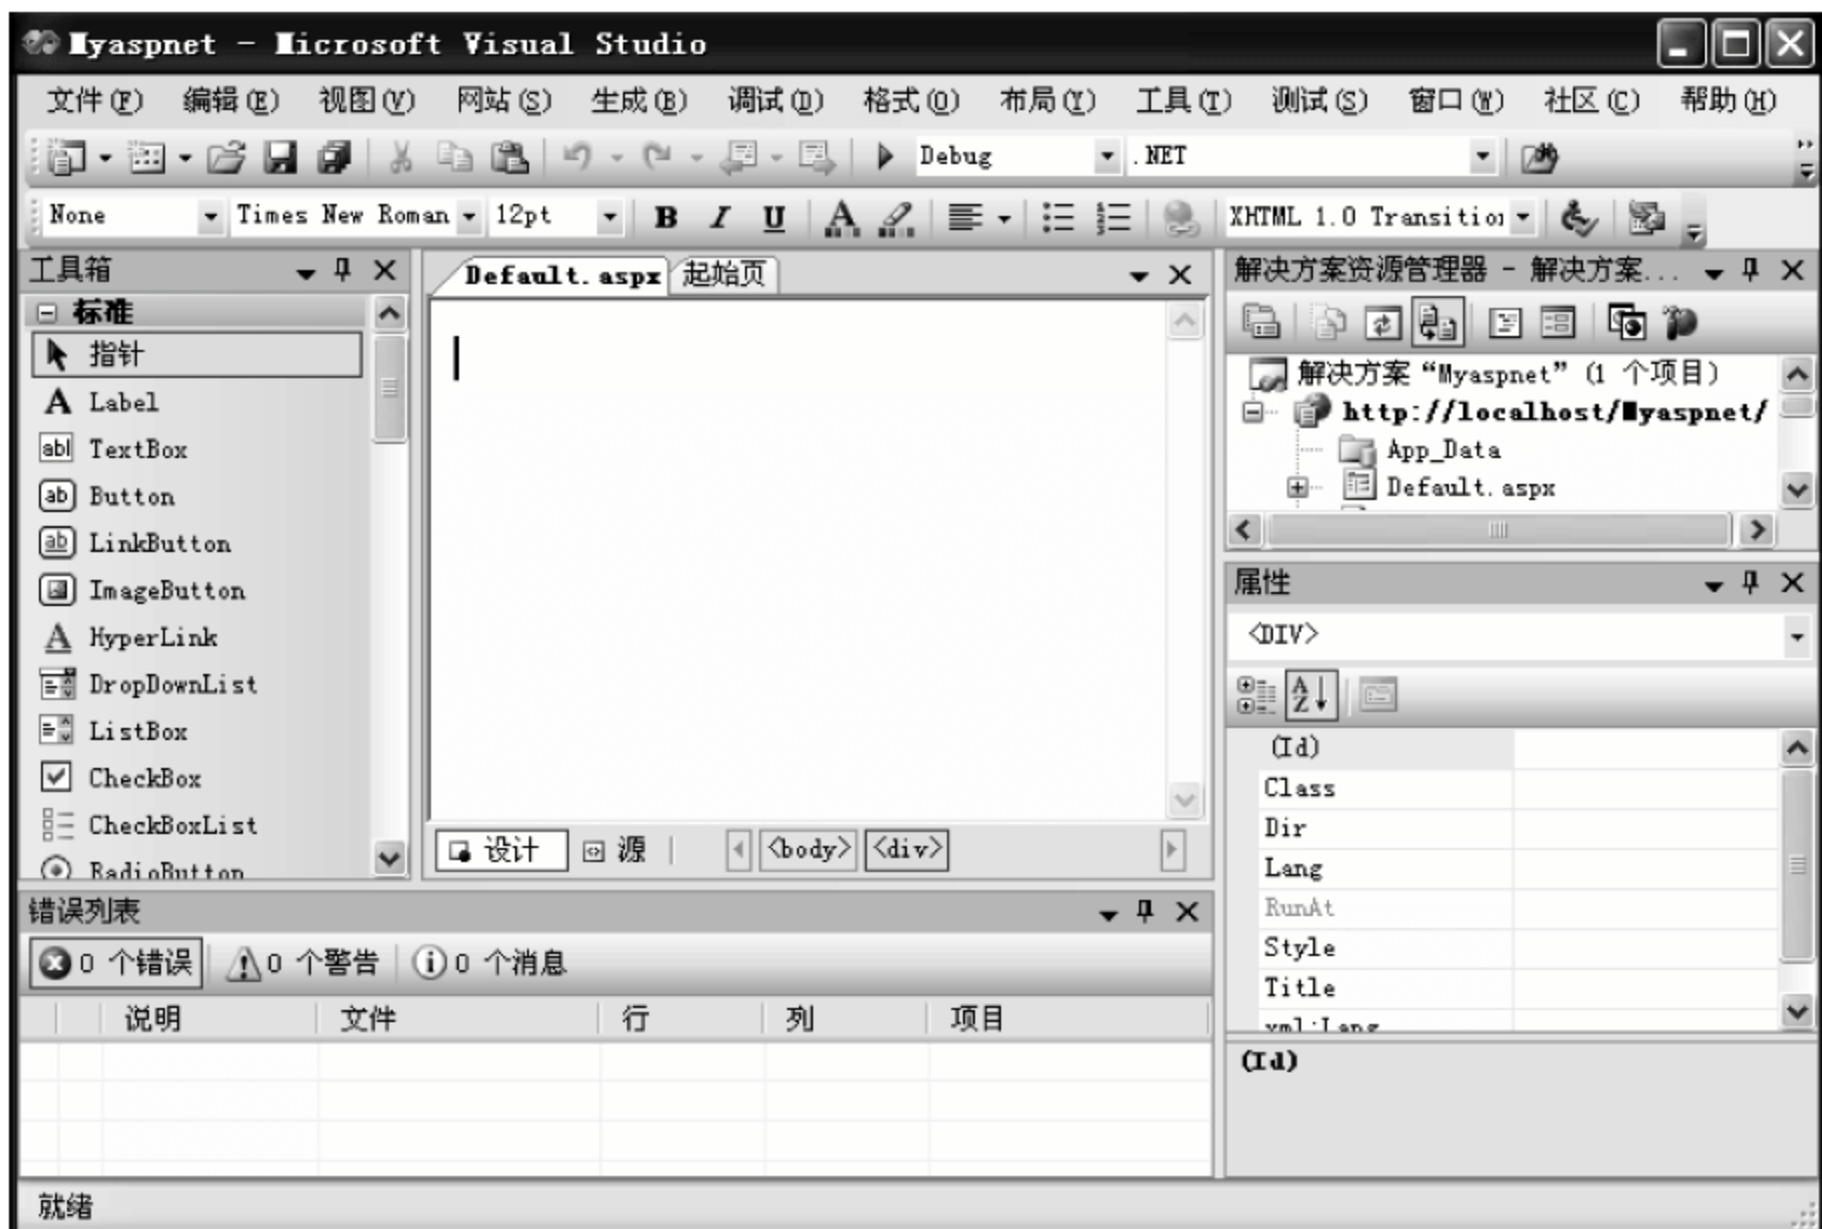 Myaspnet - Microsoft Visual Studio
文件(F) 编辑(E) 视图(V) 网站(S) 生成(B) 调试(D) 格式(O) 布局(Y) 工具(T) 测试(S) 窗口(W) 社区(C) 帮助(H)
Debug .NET
None Times New Roman 12pt B I U A XHTML 1.0 Transitio
工具箱
标准
指针
A Label
abl TextBox
ab Button
ab LinkButton
ImageButton
A HyperLink
DropDownList
ListBox
CheckBox
CheckBoxList
RadioButton
Default.aspx 起始页
设计 源 <body> <div>
解决方案资源管理器 - 解决方案...
解决方案“Myaspnet”(1 个项目)
http://localhost/Myaspnet/
App_Data
Default.aspx
属性
<DIV>
AZ
(Id)
Class
Dir
Lang
RunAt
Style
Title
xml:Lang
(Id)
错误列表
0 个错误 0 个警告 0 个消息
说明 文件 行 列 项目
就绪